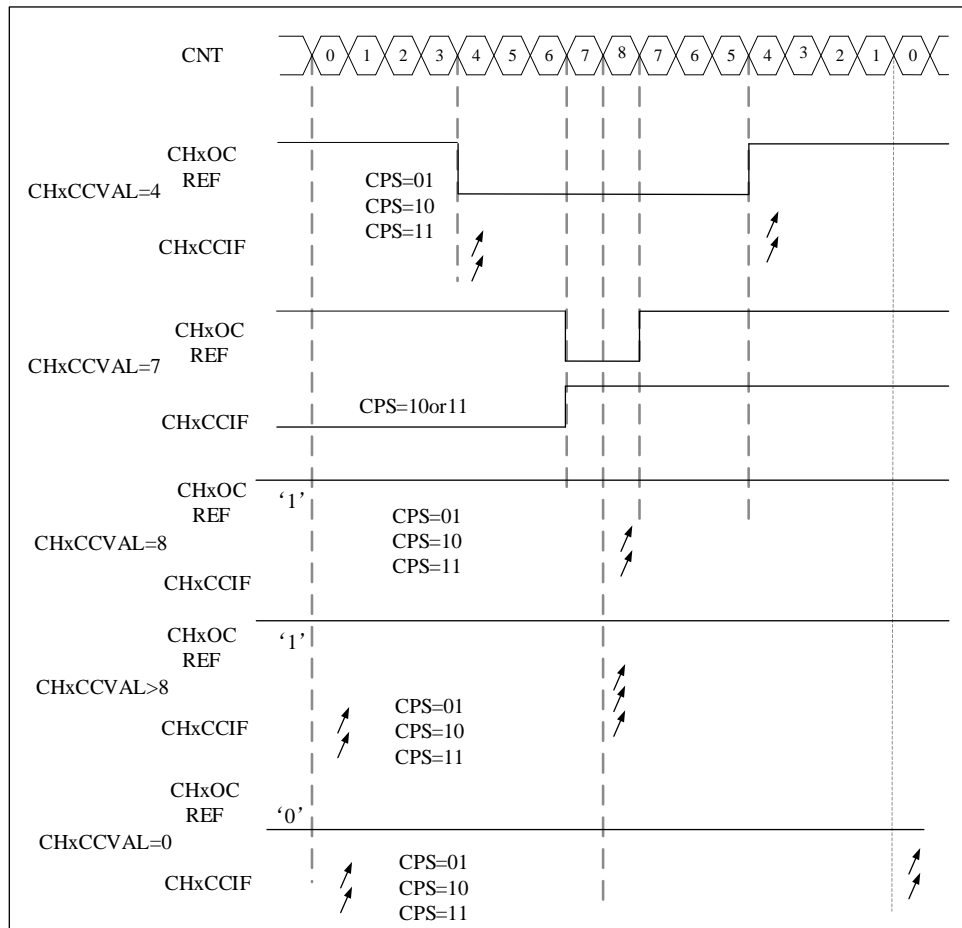 CNT 0 1 2 3 4 5 6 7 8 7 6 5 4 3 2 1 0
CHxOC
REF
CHxCCVAL=4
CPS=01
CPS=10
CPS=11
CHxCCIF
CHxOC
REF
CHxCCVAL=7
CPS=10or11
CHxCCIF
CHxOC
REF
‘1’
CHxCCVAL=8
CPS=01
CPS=10
CPS=11
CHxCCIF
CHxOC
REF
‘1’
CHxCCVAL>8
CHxCCIF
CPS=01
CPS=10
CPS=11
CHxOC
REF
‘0’
CHxCCVAL=0
CHxCCIF
CPS=01
CPS=10
CPS=11